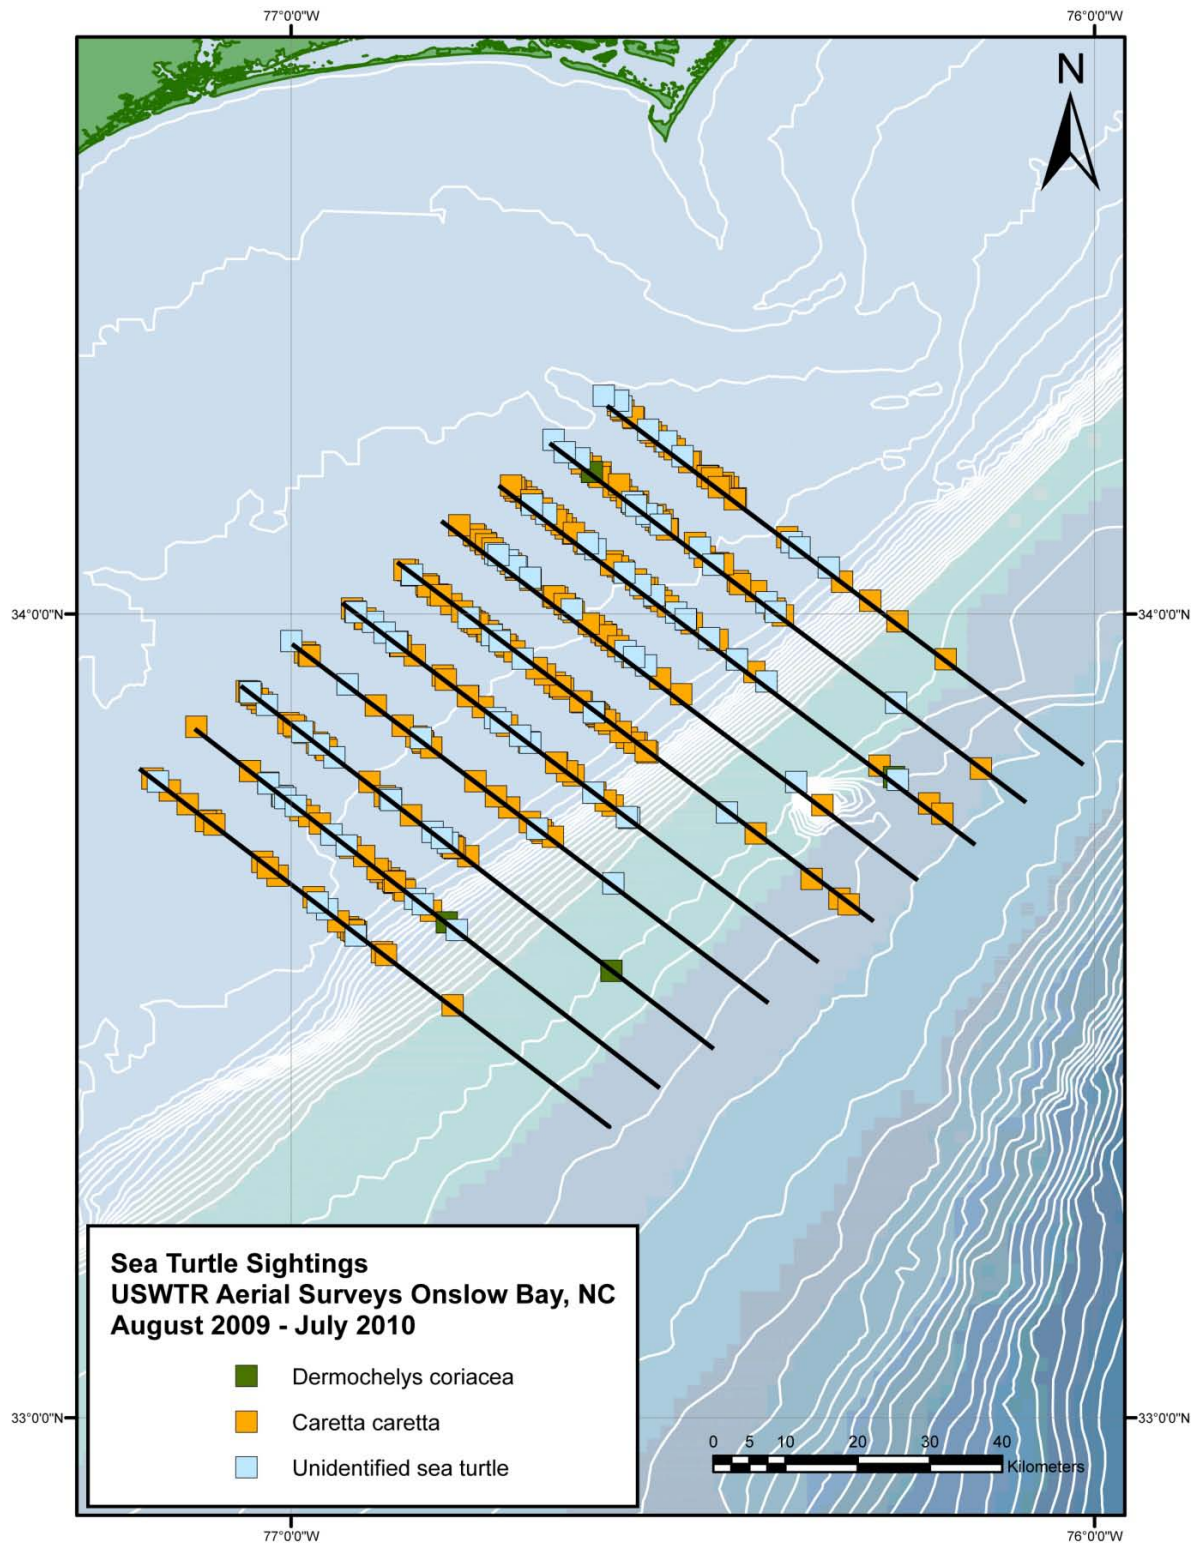 77°0'0"W 76°0'0"W
N
34°0'0"N 34°0'0"N
Sea Turtle Sightings
USWTR Aerial Surveys Onslow Bay, NC
August 2009 - July 2010
Dermochelys coriacea
Caretta caretta
Unidentified sea turtle
33°0'0"N 33°0'0"N
0 5 10 20 30 40
Kilometers
77°0'0"W 76°0'0"W